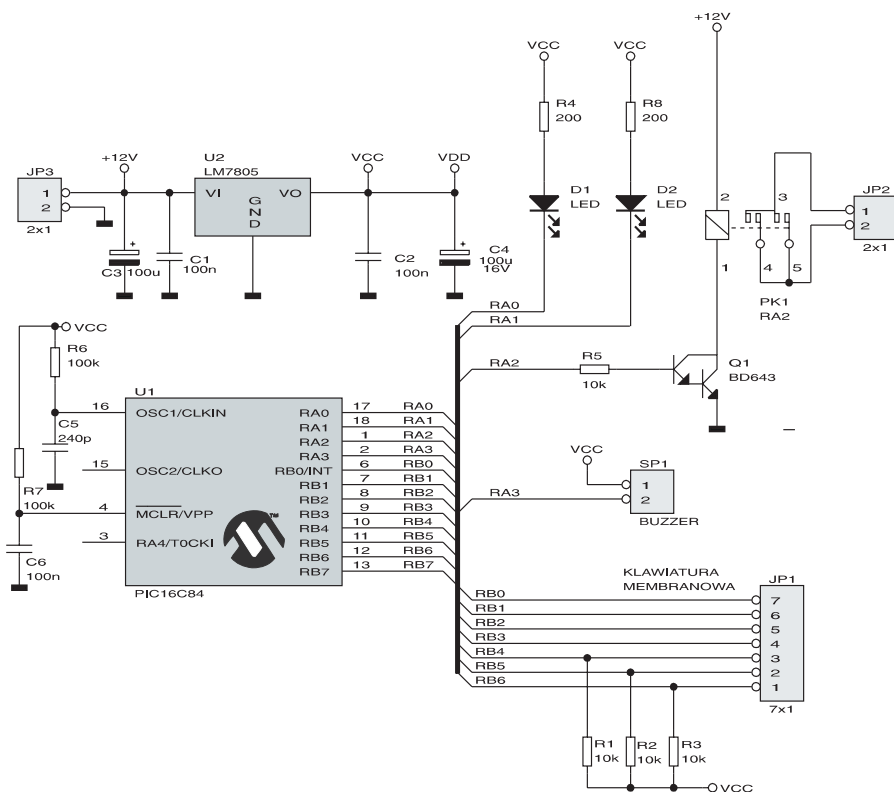 +12V
VCC
VCC
R4
200
R8
200
JP3
1
2
2x1
+12V
U2
LM7805
VI
VO
GND
VCC
VDD
D1
LED
D2
LED
2
3
1
4
5
PK1
RA2
JP2
1
2
2x1
+
C3
100u
C1
100n
C2
100n
+
C4
100u
16V
RA0
RA1
RA2
R5
10k
Q1
BD643
VCC
R6
100k
C5
240p
R7
100k
C6
100n
U1
16
OSC1/CLKIN
15
OSC2/CLKO
4
MCLR/VPP
3
RA4/T0CKI
TM
RA0
17
RA0
RA1
18
RA1
RA2
1
RA2
RA3
2
RA3
RB0/INT
6
RB0
RB1
7
RB1
RB2
8
RB2
RB3
9
RB3
RB4
10
RB4
RB5
11
RB5
RB6
12
RB6
RB7
13
RB7
PIC16C84
VCC
SP1
1
2
BUZZER
RA3
KLAWIATURA
MEMBRANOWA
JP1
RB0
7
RB1
6
RB2
5
RB3
4
RB4
3
RB5
2
RB6
1
7x1
R1
10k
R2
10k
R3
10k
VCC